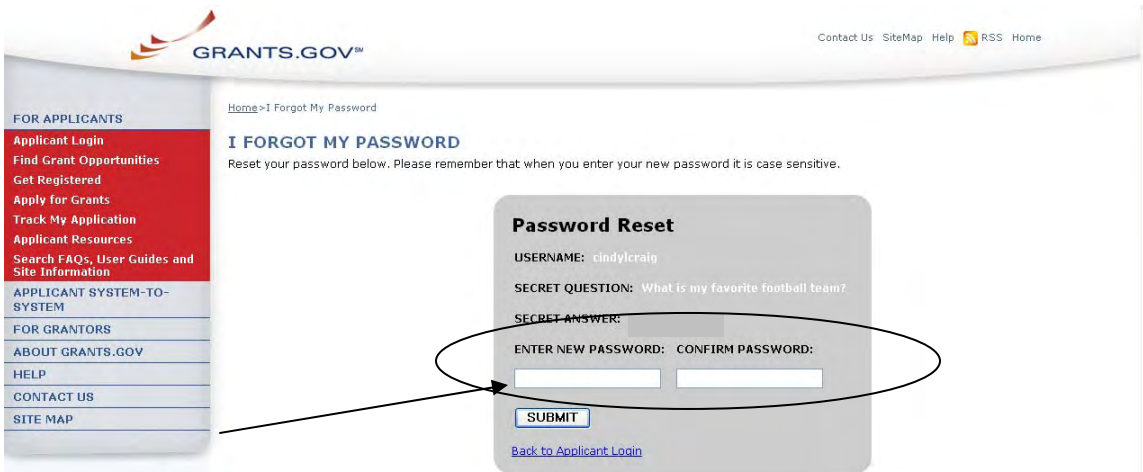 GRANTS.GOV℠
Contact Us SiteMap Help RSS Home
Home>I Forgot My Password
FOR APPLICANTS
Applicant Login
Find Grant Opportunities
Get Registered
Apply for Grants
Track My Application
Applicant Resources
Search FAQs, User Guides and
Site Information
APPLICANT SYSTEM-TO-
SYSTEM
FOR GRANTORS
ABOUT GRANTS.GOV
HELP
CONTACT US
SITE MAP
I FORGOT MY PASSWORD
Reset your password below. Please remember that when you enter your new password it is case sensitive.
Password Reset
USERNAME: cindylcraig
SECRET QUESTION: What is my favorite football team?
SECRET ANSWER:
ENTER NEW PASSWORD: CONFIRM PASSWORD:
SUBMIT
Back to Applicant Login